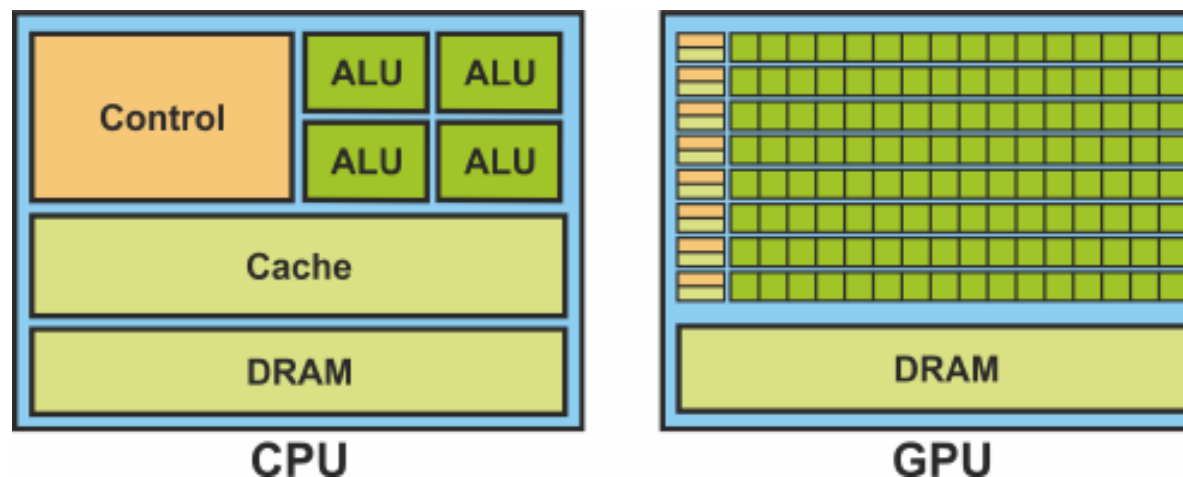 Control
ALU ALU
ALU ALU
Cache
DRAM
CPU
DRAM
GPU